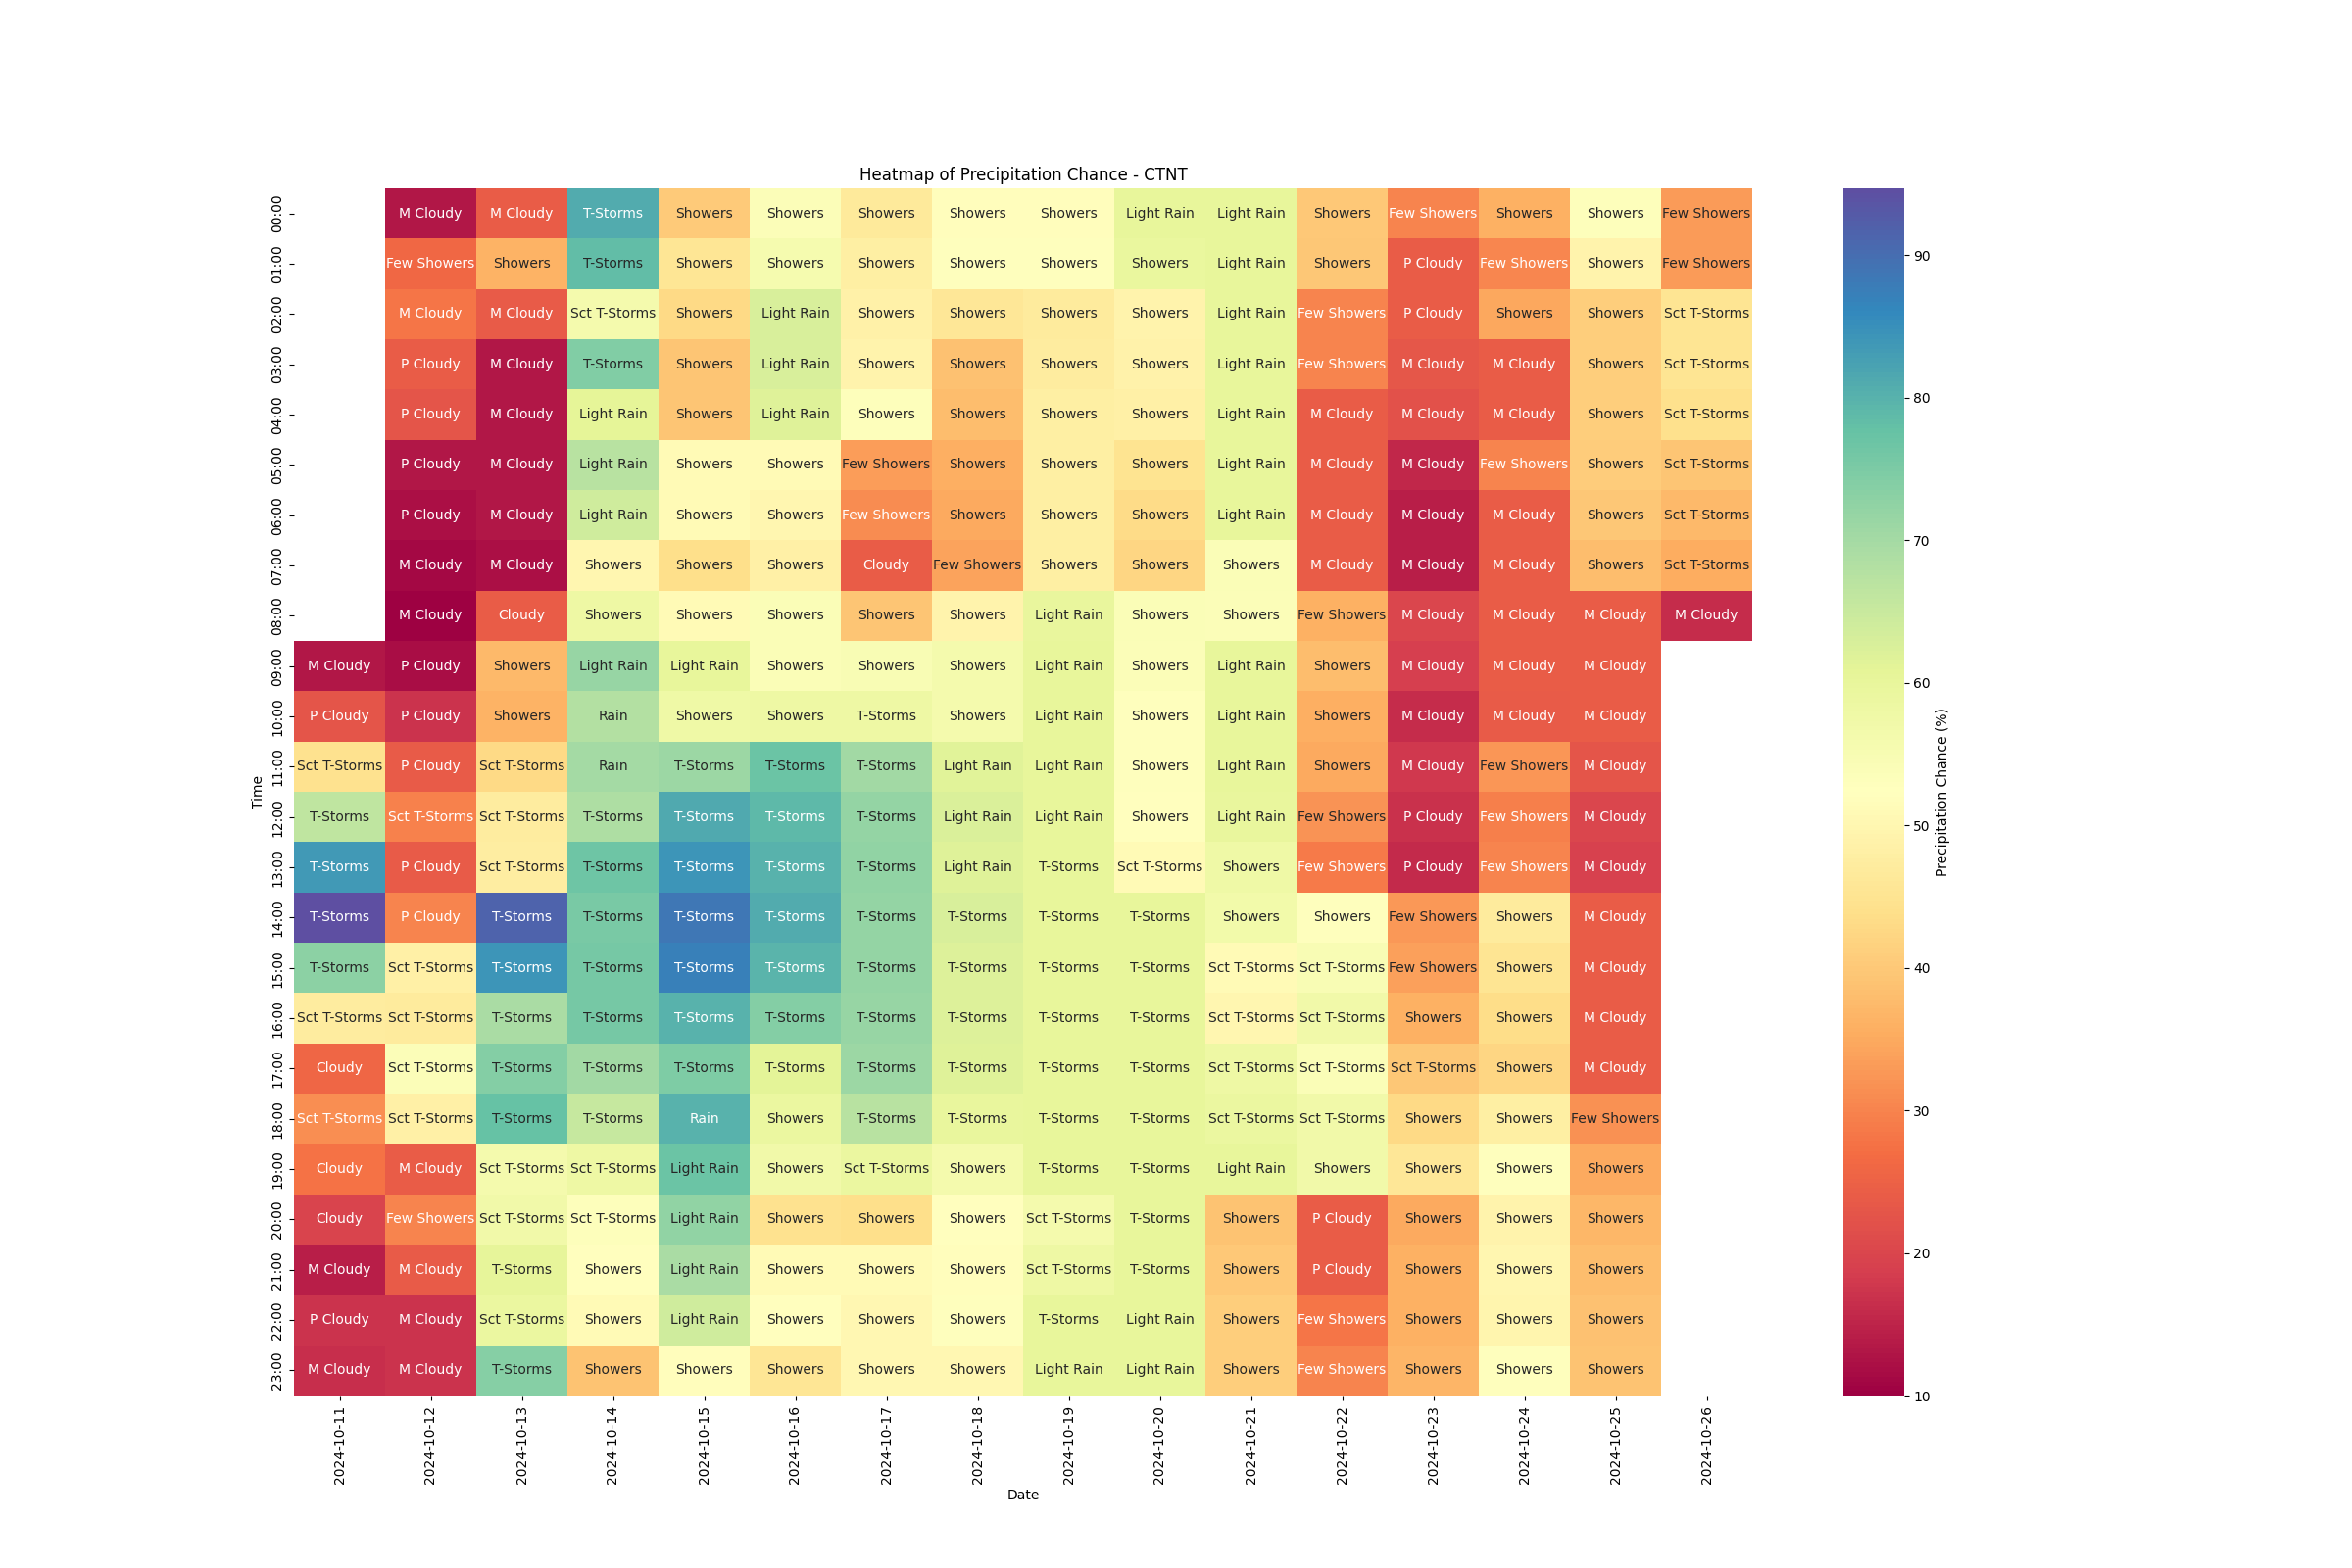 Heatmap of Precipitation Chance - CTNT
00:00 M Cloudy M Cloudy T-Storms Showers Showers Showers Showers Showers Light Rain Light Rain Showers Few Showers Showers Showers Few Showers
01:00 Few Showers Showers T-Storms Showers Showers Showers Showers Showers Showers Light Rain Showers P Cloudy Few Showers Showers Few Showers
02:00 M Cloudy M Cloudy Sct T-Storms Showers Light Rain Showers Showers Showers Showers Light Rain Few Showers P Cloudy Showers Showers Sct T-Storms
03:00 P Cloudy M Cloudy T-Storms Showers Light Rain Showers Showers Showers Showers Light Rain Few Showers M Cloudy M Cloudy Showers Sct T-Storms
04:00 P Cloudy M Cloudy Light Rain Showers Light Rain Showers Showers Showers Showers Light Rain M Cloudy M Cloudy M Cloudy Showers Sct T-Storms
05:00 P Cloudy M Cloudy Light Rain Showers Showers Few Showers Showers Showers Showers Light Rain M Cloudy M Cloudy Few Showers Showers Sct T-Storms
06:00 P Cloudy M Cloudy Light Rain Showers Showers Few Showers Showers Showers Showers Light Rain M Cloudy M Cloudy M Cloudy Showers Sct T-Storms
07:00 M Cloudy M Cloudy Showers Showers Showers Cloudy Few Showers Showers Showers Showers M Cloudy M Cloudy M Cloudy Showers Sct T-Storms
08:00 M Cloudy Cloudy Showers Showers Showers Showers Showers Light Rain Showers Showers Few Showers M Cloudy M Cloudy M Cloudy M Cloudy
09:00 M Cloudy P Cloudy Showers Light Rain Light Rain Showers Showers Showers Light Rain Showers Light Rain Showers M Cloudy M Cloudy M Cloudy
10:00 P Cloudy P Cloudy Showers Rain Showers Showers T-Storms Showers Light Rain Showers Light Rain Showers M Cloudy M Cloudy M Cloudy
11:00 Sct T-Storms P Cloudy Sct T-Storms Rain T-Storms T-Storms T-Storms Light Rain Light Rain Showers Light Rain Showers M Cloudy Few Showers M Cloudy
12:00 T-Storms Sct T-Storms Sct T-Storms T-Storms T-Storms T-Storms T-Storms Light Rain Light Rain Showers Light Rain Few Showers P Cloudy Few Showers M Cloudy
13:00 T-Storms P Cloudy Sct T-Storms T-Storms T-Storms T-Storms T-Storms Light Rain T-Storms Sct T-Storms Showers Few Showers P Cloudy Few Showers M Cloudy
14:00 T-Storms P Cloudy T-Storms T-Storms T-Storms T-Storms T-Storms T-Storms T-Storms T-Storms Showers Showers Few Showers Showers M Cloudy
15:00 T-Storms Sct T-Storms T-Storms T-Storms T-Storms T-Storms T-Storms T-Storms T-Storms T-Storms Sct T-Storms Sct T-Storms Few Showers Showers M Cloudy
16:00 Sct T-Storms Sct T-Storms T-Storms T-Storms T-Storms T-Storms T-Storms T-Storms T-Storms T-Storms Sct T-Storms Sct T-Storms Showers Showers M Cloudy
17:00 Cloudy Sct T-Storms T-Storms T-Storms T-Storms T-Storms T-Storms T-Storms T-Storms T-Storms Sct T-Storms Sct T-Storms Sct T-Storms Showers M Cloudy
18:00 Sct T-Storms Sct T-Storms T-Storms T-Storms Rain Showers T-Storms T-Storms T-Storms T-Storms Sct T-Storms Sct T-Storms Showers Showers Few Showers
19:00 Cloudy M Cloudy Sct T-Storms Sct T-Storms Light Rain Showers Sct T-Storms Showers T-Storms T-Storms Light Rain Showers Showers Showers Showers
20:00 Cloudy Few Showers Sct T-Storms Sct T-Storms Light Rain Showers Showers Showers Sct T-Storms T-Storms Showers P Cloudy Showers Showers Showers
21:00 M Cloudy M Cloudy T-Storms Showers Light Rain Showers Showers Showers Sct T-Storms T-Storms Showers P Cloudy Showers Showers Showers
22:00 P Cloudy M Cloudy Sct T-Storms Showers Light Rain Showers Showers Showers T-Storms Light Rain Showers Few Showers Showers Showers Showers
23:00 M Cloudy M Cloudy T-Storms Showers Showers Showers Showers Showers Light Rain Light Rain Showers Few Showers Showers Showers Showers
Time
2024-10-11 2024-10-12 2024-10-13 2024-10-14 2024-10-15 2024-10-16 2024-10-17 2024-10-18 2024-10-19 2024-10-20 2024-10-21 2024-10-22 2024-10-23 2024-10-24 2024-10-25 2024-10-26
Date
90
80
70
60
50
40
30
20
10
Precipitation Chance (%)